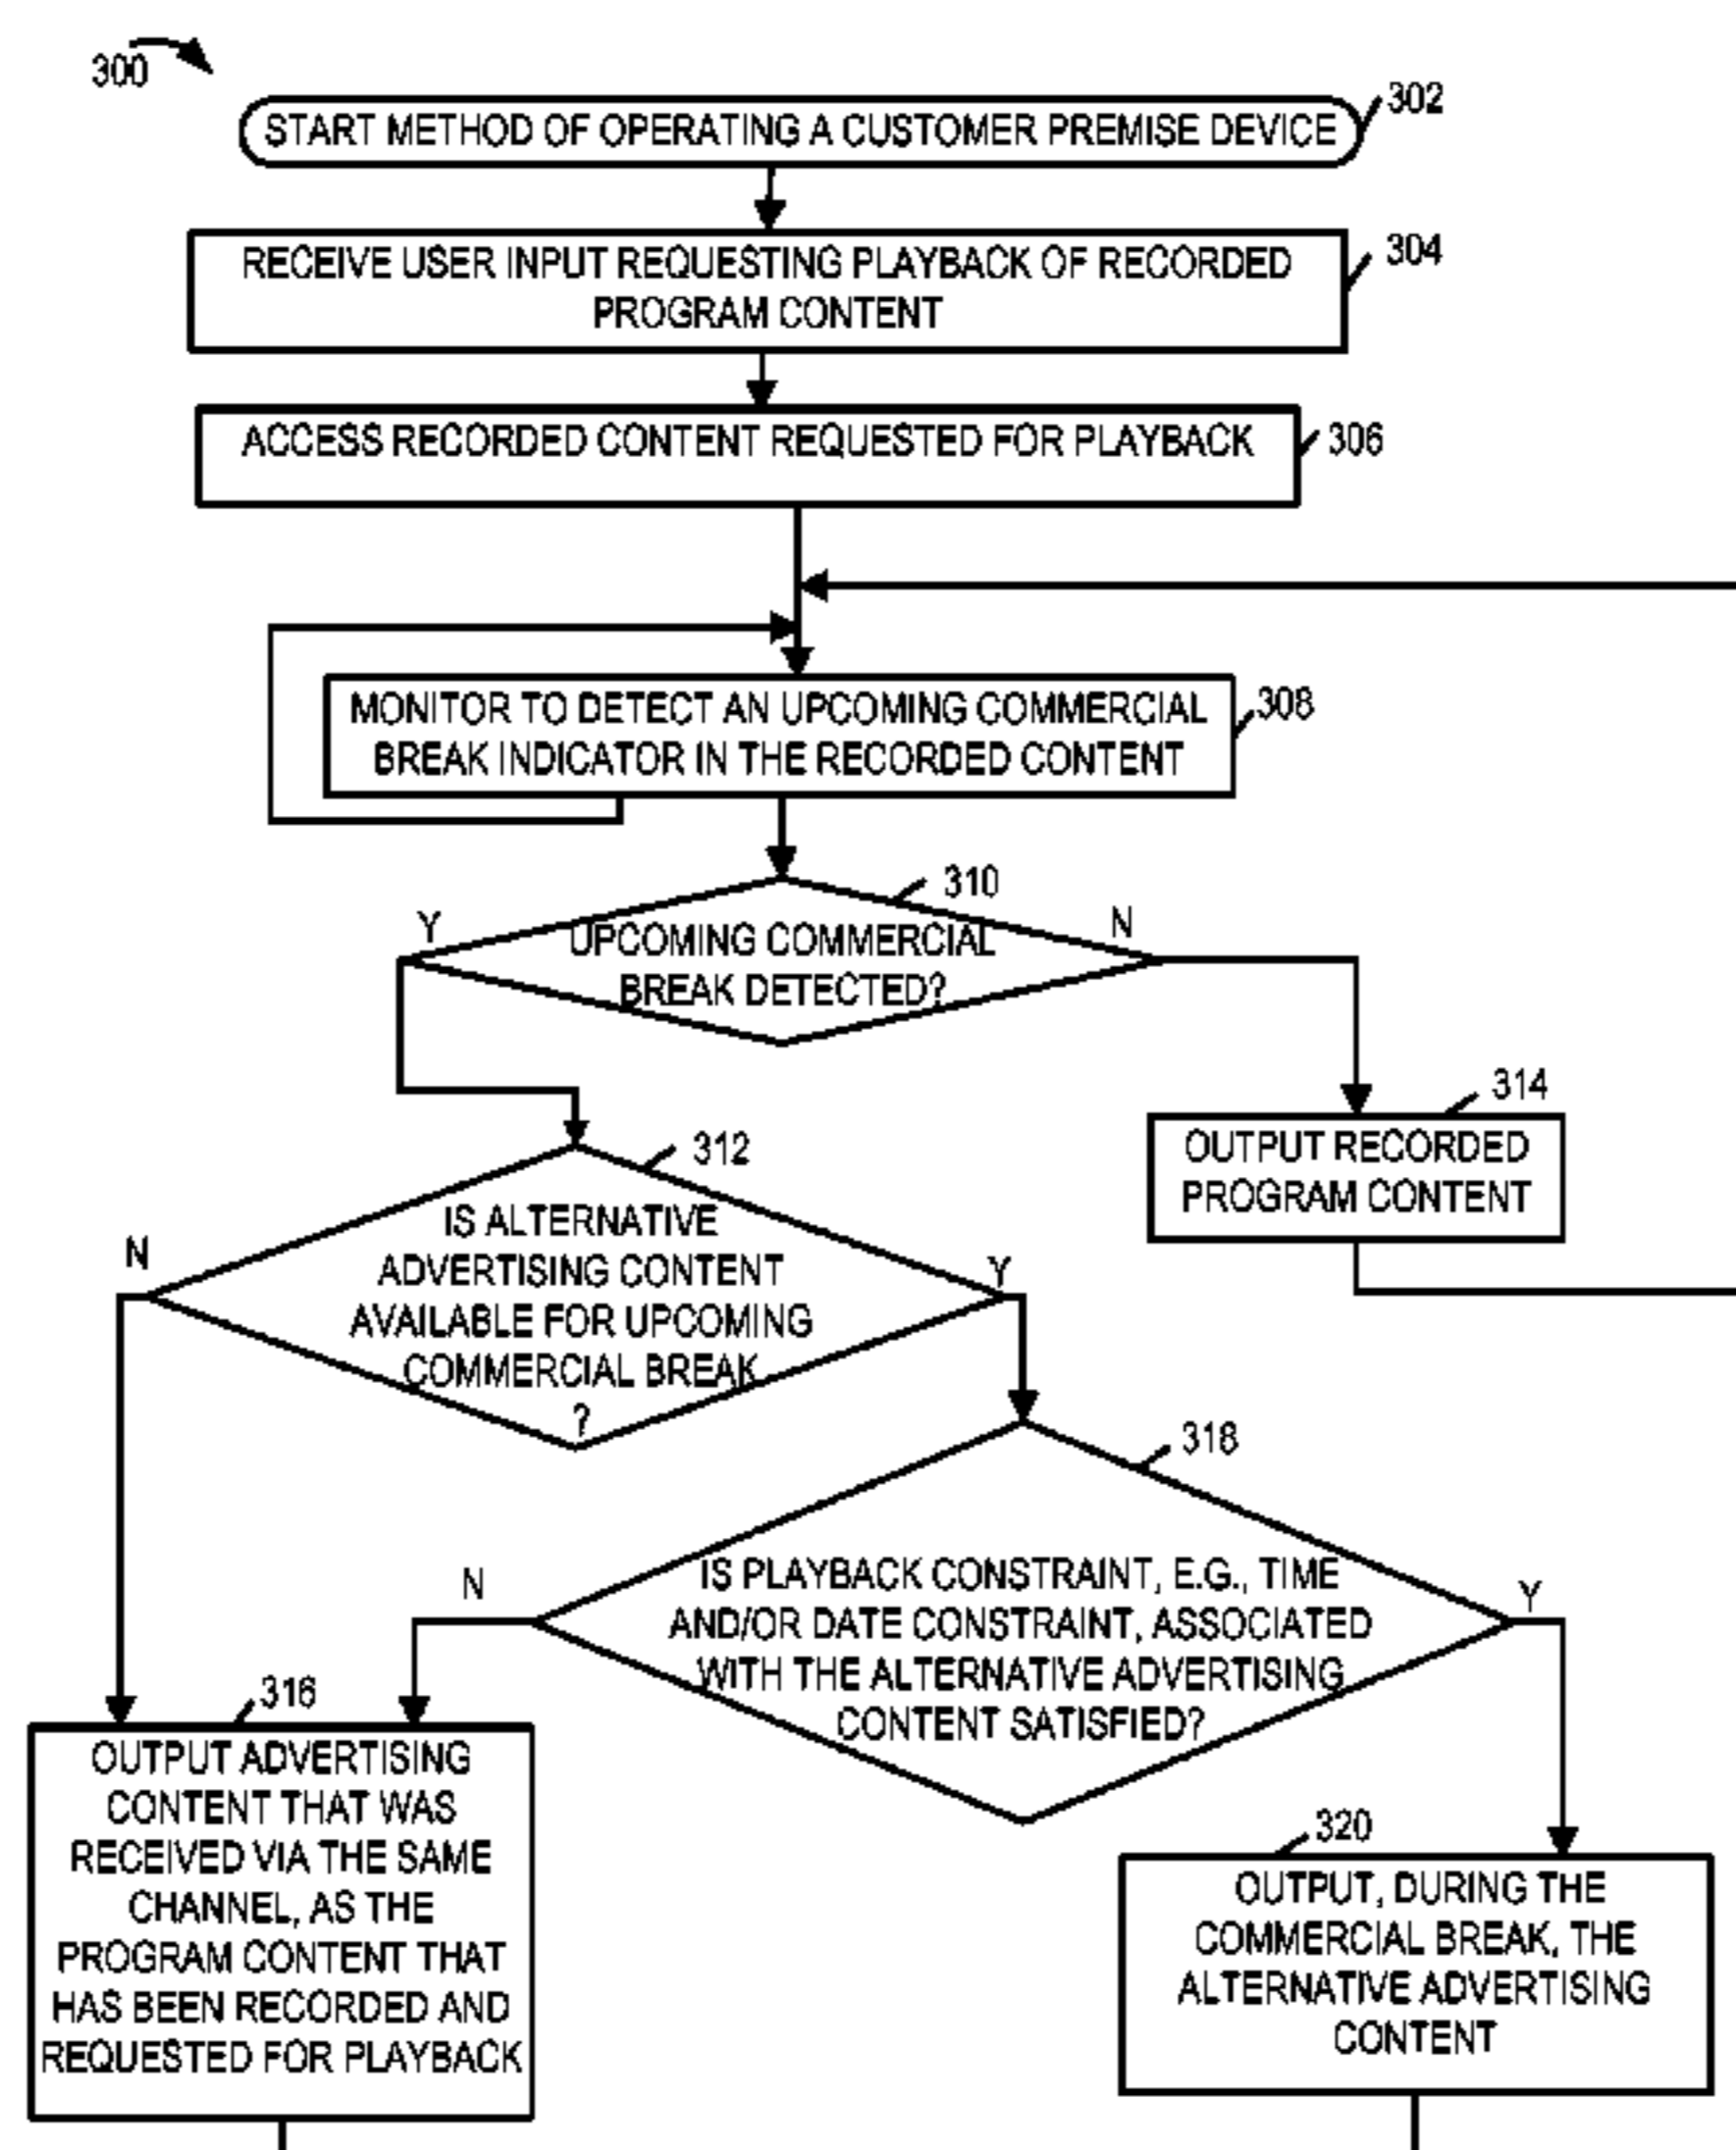 300
302
START METHOD OF OPERATING A CUSTOMER PREMISE DEVICE
304
RECEIVE USER INPUT REQUESTING PLAYBACK OF RECORDED
PROGRAM CONTENT
306
ACCESS RECORDED CONTENT REQUESTED FOR PLAYBACK
308
MONITOR TO DETECT AN UPCOMING COMMERCIAL
BREAK INDICATOR IN THE RECORDED CONTENT
310
Y
N
UPCOMING COMMERCIAL
BREAK DETECTED?
314
OUTPUT RECORDED
PROGRAM CONTENT
312
N
Y
IS ALTERNATIVE
ADVERTISING CONTENT
AVAILABLE FOR UPCOMING
COMMERCIAL BREAK
?
318
N
Y
IS PLAYBACK CONSTRAINT, E.G., TIME
AND/OR DATE CONSTRAINT, ASSOCIATED
WITH THE ALTERNATIVE ADVERTISING
CONTENT SATISFIED?
316
OUTPUT ADVERTISING
CONTENT THAT WAS
RECEIVED VIA THE SAME
CHANNEL, AS THE
PROGRAM CONTENT THAT
HAS BEEN RECORDED AND
REQUESTED FOR PLAYBACK
320
OUTPUT, DURING THE
COMMERCIAL BREAK, THE
ALTERNATIVE ADVERTISING
CONTENT